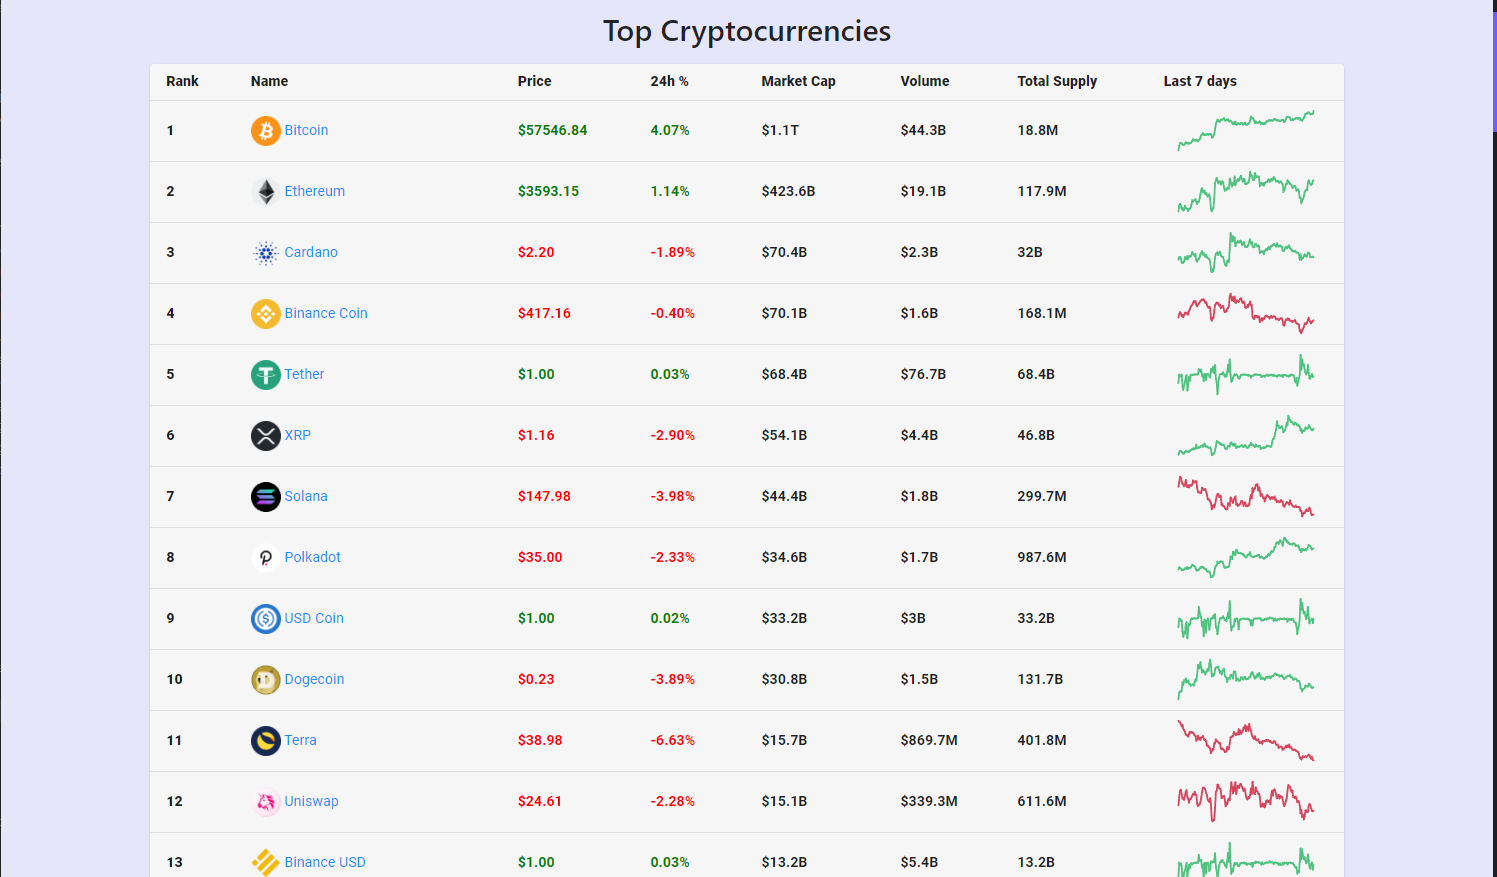 Top Cryptocurrencies
Rank Name Price 24h % Market Cap Volume Total Supply Last 7 days
1 Bitcoin $57546.84 4.07% $1.1T $44.3B 18.8M
2 Ethereum $3593.15 1.14% $423.6B $19.1B 117.9M
3 Cardano $2.20 -1.89% $70.4B $2.3B 32B
4 Binance Coin $417.16 -0.40% $70.1B $1.6B 168.1M
5 Tether $1.00 0.03% $68.4B $76.7B 68.4B
6 XRP $1.16 -2.90% $54.1B $4.4B 46.8B
7 Solana $147.98 -3.98% $44.4B $1.8B 299.7M
8 Polkadot $35.00 -2.33% $34.6B $1.7B 987.6M
9 USD Coin $1.00 0.02% $33.2B $3B 33.2B
10 Dogecoin $0.23 -3.89% $30.8B $1.5B 131.7B
11 Terra $38.98 -6.63% $15.7B $869.7M 401.8M
12 Uniswap $24.61 -2.28% $15.1B $339.3M 611.6M
13 Binance USD $1.00 0.03% $13.2B $5.4B 13.2B